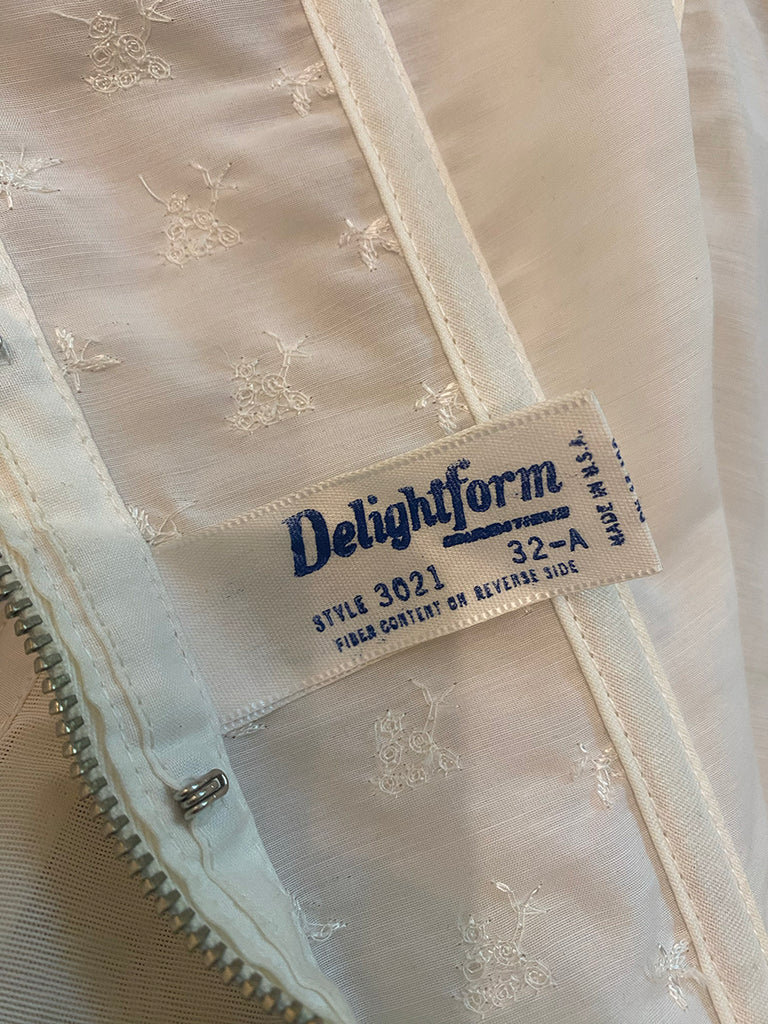 Delightform
STYLE 3021 32-A
FIBER CONTENT ON REVERSE SIDE
MADE IN U.S.A.